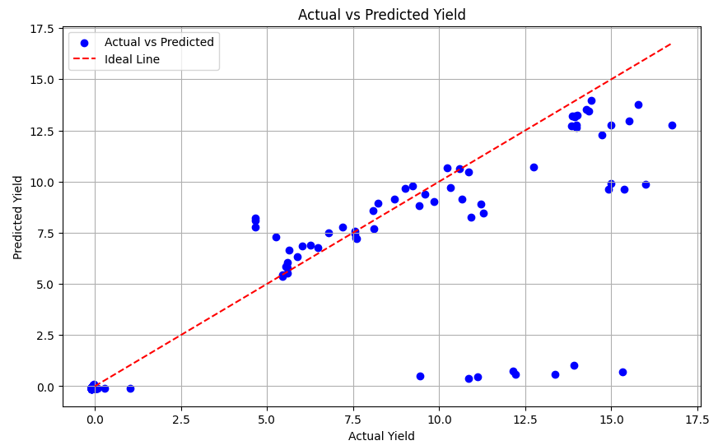 Actual vs Predicted Yield
17.5
15.0
12.5
10.0
7.5
5.0
2.5
0.0
Predicted Yield
Actual vs Predicted
Ideal Line
0.0 2.5 5.0 7.5 10.0 12.5 15.0 17.5
Actual Yield